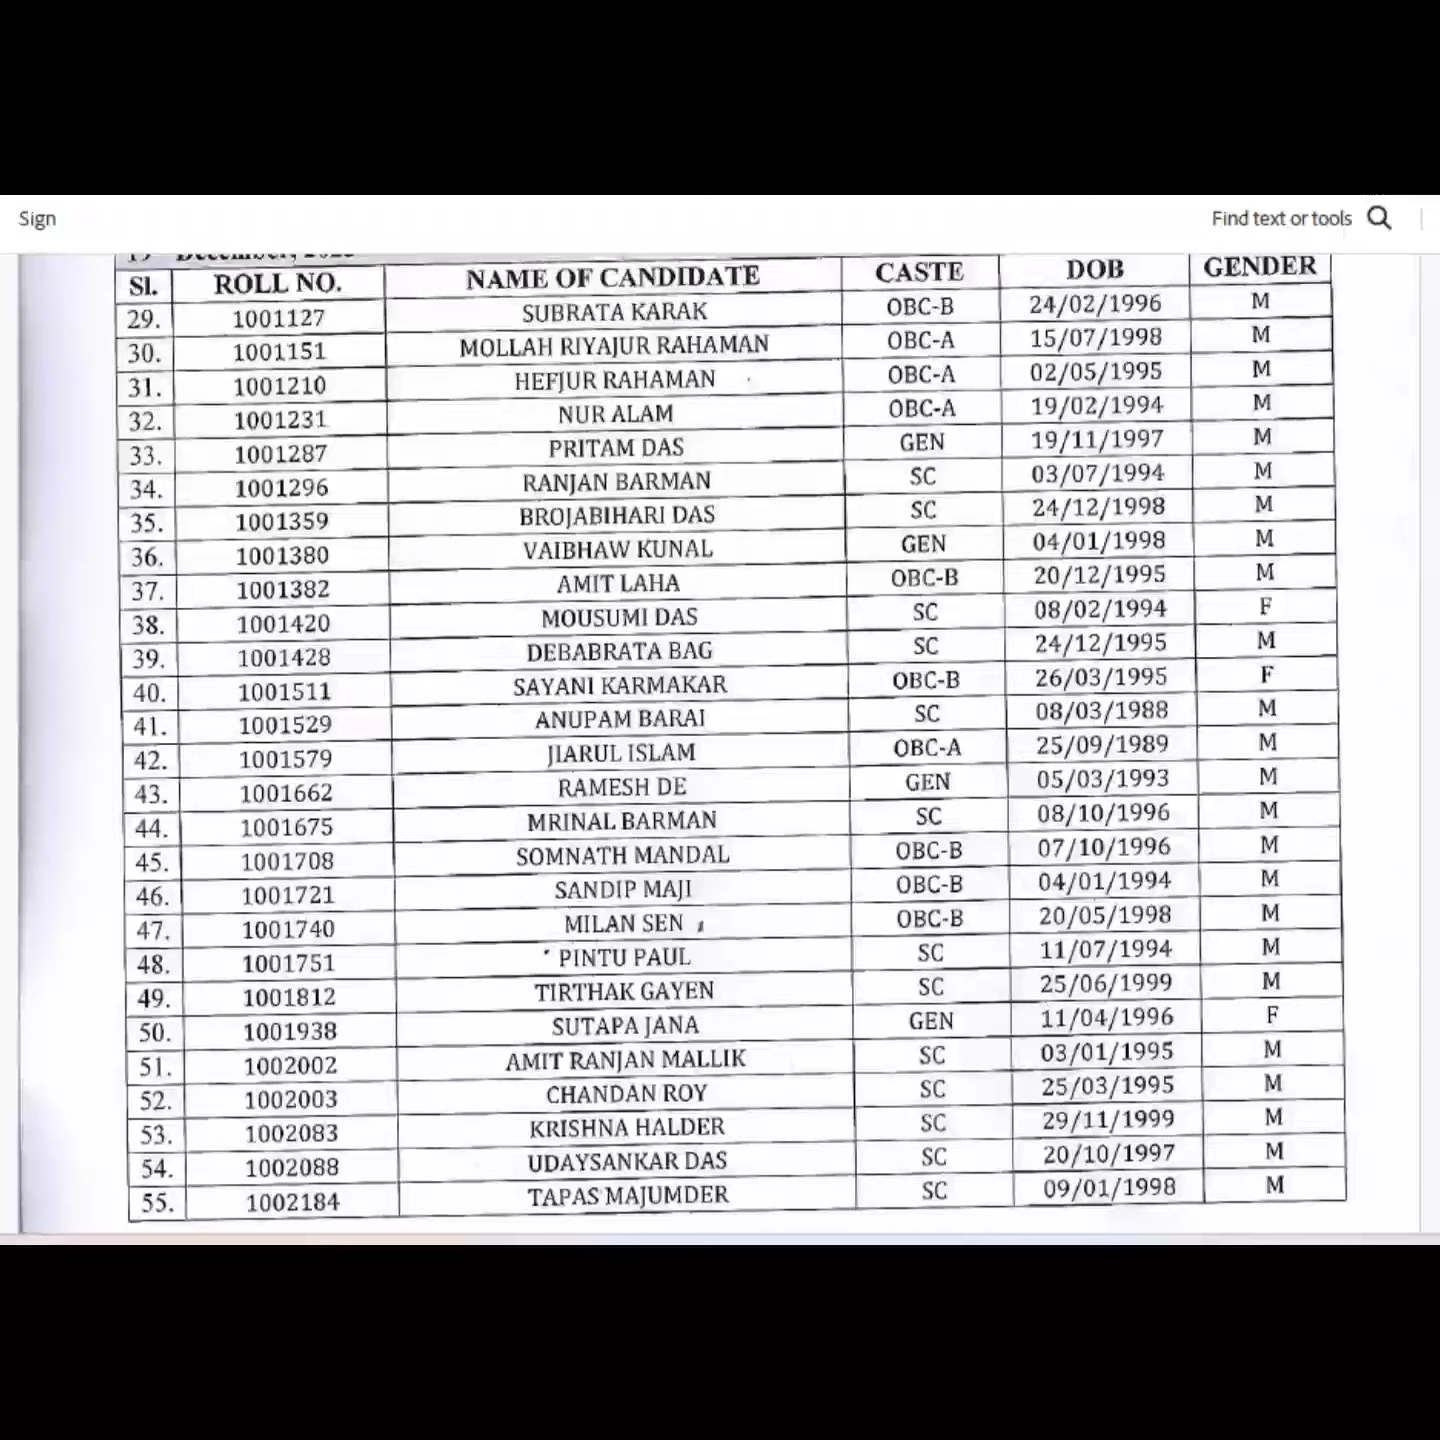 Sign Find text or tools
Sl. ROLL NO. NAME OF CANDIDATE CASTE DOB GENDER
29. 1001127 SUBRATA KARAK OBC-B 24/02/1996 M
30. 1001151 MOLLAH RIYAJUR RAHAMAN OBC-A 15/07/1998 M
31. 1001210 HEFJUR RAHAMAN OBC-A 02/05/1995 M
32. 1001231 NUR ALAM OBC-A 19/02/1994 M
33. 1001287 PRITAM DAS GEN 19/11/1997 M
34. 1001296 RANJAN BARMAN SC 03/07/1994 M
35. 1001359 BROJABIHARI DAS SC 24/12/1998 M
36. 1001380 VAIBHAW KUNAL GEN 04/01/1998 M
37. 1001382 AMIT LAHA OBC-B 20/12/1995 M
38. 1001420 MOUSUMI DAS SC 08/02/1994 F
39. 1001428 DEBABRATA BAG SC 24/12/1995 M
40. 1001511 SAYANI KARMAKAR OBC-B 26/03/1995 F
41. 1001529 ANUPAM BARAI SC 08/03/1988 M
42. 1001579 JIARUL ISLAM OBC-A 25/09/1989 M
43. 1001662 RAMESH DE GEN 05/03/1993 M
44. 1001675 MRINAL BARMAN SC 08/10/1996 M
45. 1001708 SOMNATH MANDAL OBC-B 07/10/1996 M
46. 1001721 SANDIP MAJI OBC-B 04/01/1994 M
47. 1001740 MILAN SEN OBC-B 20/05/1998 M
48. 1001751 PINTU PAUL SC 11/07/1994 M
49. 1001812 TIRTHAK GAYEN SC 25/06/1999 M
50. 1001938 SUTAPA JANA GEN 11/04/1996 F
51. 1002002 AMIT RANJAN MALLIK SC 03/01/1995 M
52. 1002003 CHANDAN ROY SC 25/03/1995 M
53. 1002083 KRISHNA HALDER SC 29/11/1999 M
54. 1002088 UDAYSANKAR DAS SC 20/10/1997 M
55. 1002184 TAPAS MAJUMDER SC 09/01/1998 M